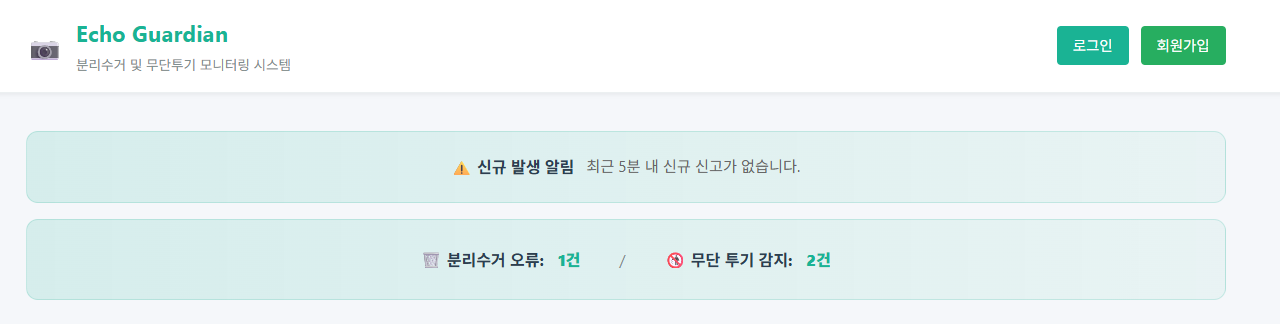 Echo Guardian
분리수거 및 무단투기 모니터링 시스템
로그인
회원가입
신규 발생 알림 최근 5분 내 신규 신고가 없습니다.
분리수거 오류: 1건 / 무단 투기 감지: 2건